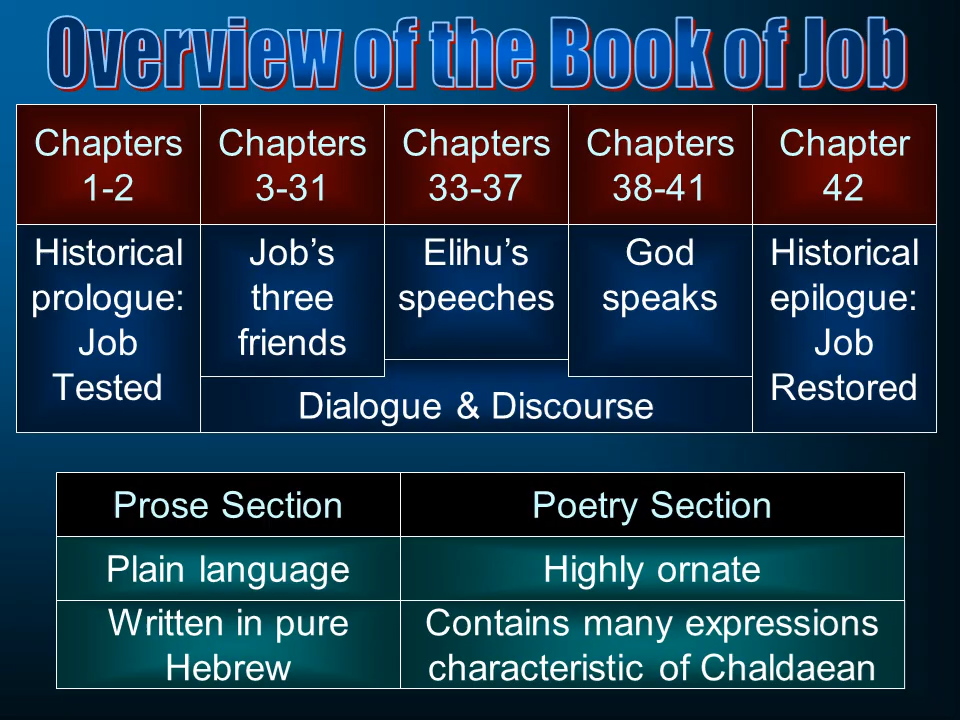 Overview of the Book of Job
Chapters
1-2
Chapters
3-31
Chapters
33-37
Chapters
38-41
Chapter
42
Historical
prologue:
Job
Tested
Job’s
three
friends
Elihu’s
speeches
God
speaks
Historical
epilogue:
Job
Restored
Dialogue & Discourse
Prose Section
Poetry Section
Plain language
Highly ornate
Written in pure
Hebrew
Contains many expressions
characteristic of Chaldaean